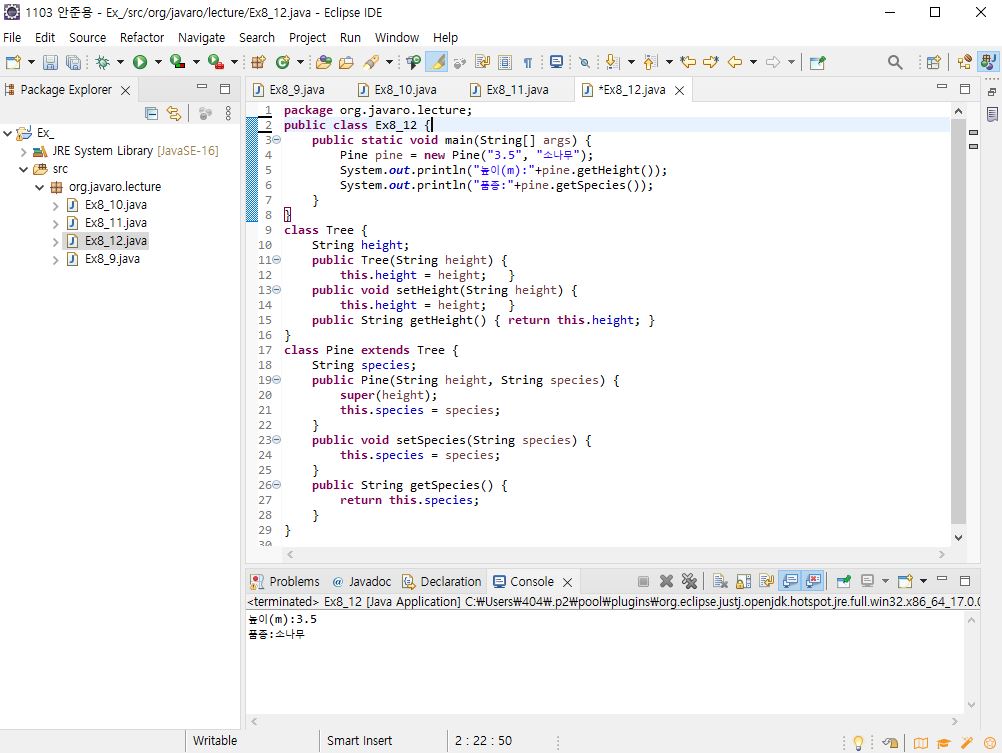 1103 안준용 - Ex_/src/org/javaro/lecture/Ex8_12.java - Eclipse IDE
File Edit Source Refactor Navigate Search Project Run Window Help
Package Explorer
Ex8_9.java Ex8_10.java Ex8_11.java *Ex8_12.java
Ex_
JRE System Library [JavaSE-16]
src
org.javaro.lecture
Ex8_10.java
Ex8_11.java
Ex8_12.java
Ex8_9.java
1 package org.javaro.lecture;
2 public class Ex8_12 {
3 public static void main(String[] args) {
4 Pine pine = new Pine("3.5", "소나무");
5 System.out.println("높이(m):"+pine.getHeight());
6 System.out.println("품종:"+pine.getSpecies());
7 }
8 }
9 class Tree {
10 String height;
11 public Tree(String height) {
12 this.height = height; }
13 public void setHeight(String height) {
14 this.height = height; }
15 public String getHeight() { return this.height; }
16 }
17 class Pine extends Tree {
18 String species;
19 public Pine(String height, String species) {
20 super(height);
21 this.species = species;
22 }
23 public void setSpecies(String species) {
24 this.species = species;
25 }
26 public String getSpecies() {
27 return this.species;
28 }
29 }
30
Problems @ Javadoc Declaration Console
<terminated> Ex8_12 [Java Application] C:₩Users₩404₩.p2₩pool₩plugins₩org.eclipse.justj.openjdk.hotspot.jre.full.win32.x86_64_17.0.0
높이(m):3.5
품종:소나무
Writable Smart Insert 2 : 22 : 50